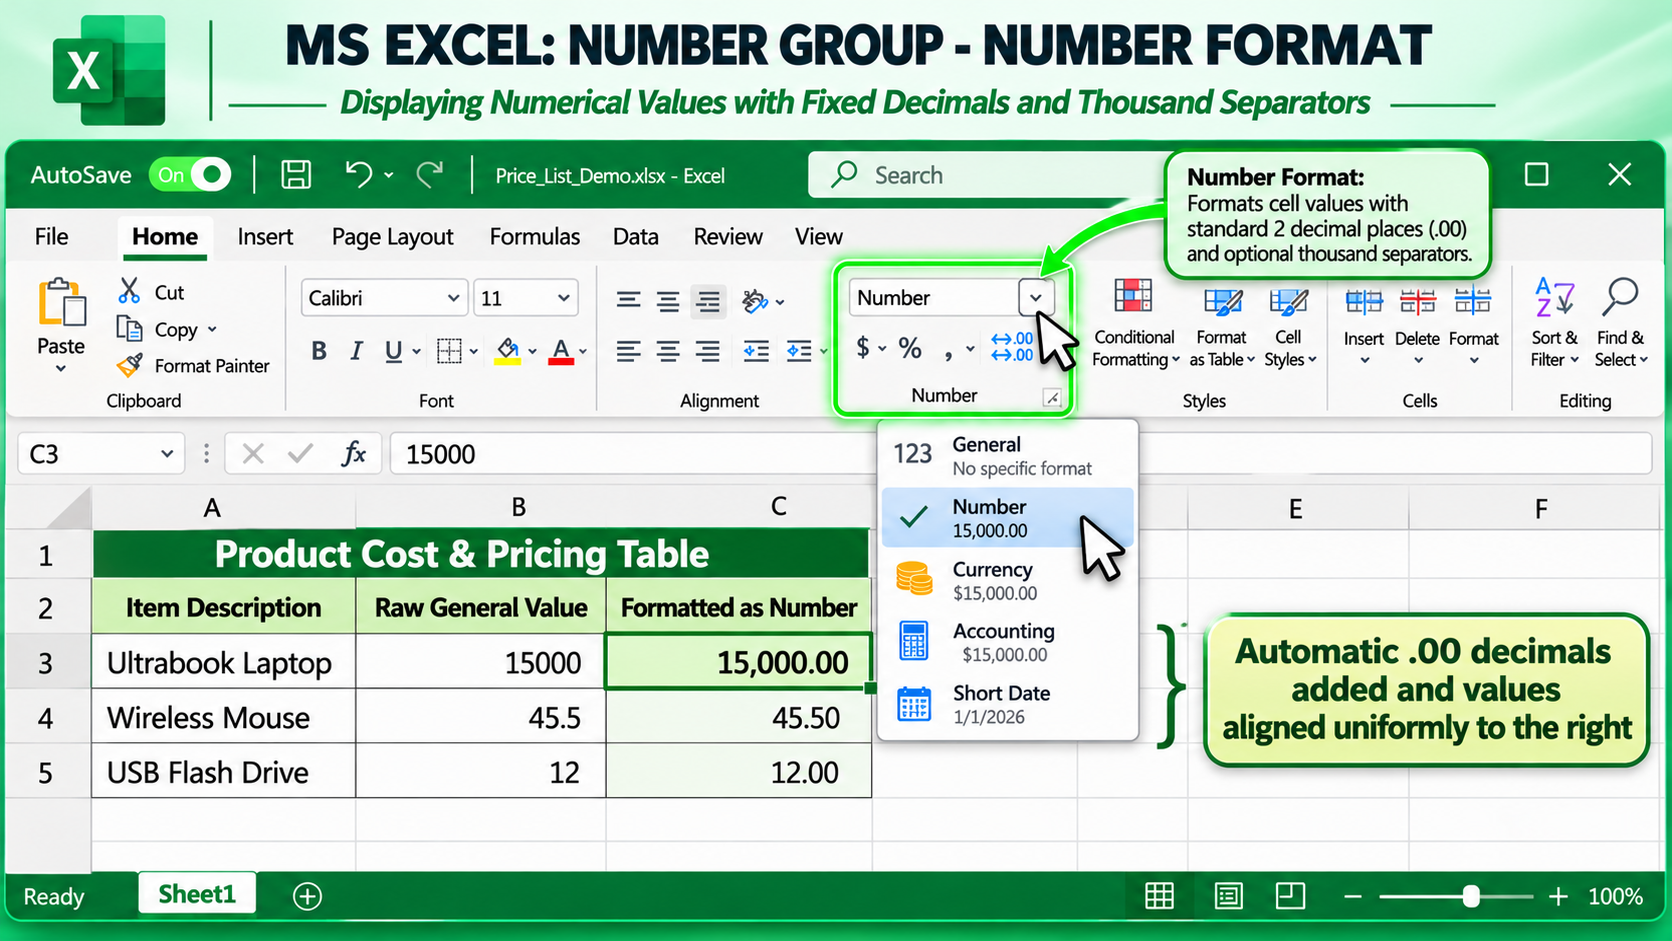 X
MS EXCEL: NUMBER GROUP - NUMBER FORMAT
Displaying Numerical Values with Fixed Decimals and Thousand Separators
AutoSave On Price_List_Demo.xlsx - Excel Search
Number Format:
Formats cell values with
standard 2 decimal places (.00)
and optional thousand separators.
File Home Insert Page Layout Formulas Data Review View
Paste
Cut
Copy
Format Painter
Clipboard
Calibri 11
B I U A
Font
Alignment
Number
$ % , .00
.00
Number
Conditional
Formatting
Format
as Table
Cell
Styles
Styles
Insert Delete Format
Cells
A
Z
Sort &
Filter
Find &
Select
Editing
C3 fx 15000
123 General
No specific format
Number
15,000.00
Currency
$15,000.00
Accounting
$15,000.00
Short Date
1/1/2026
A B C E F
1 Product Cost & Pricing Table
2 Item Description Raw General Value Formatted as Number
3 Ultrabook Laptop 15000 15,000.00
4 Wireless Mouse 45.5 45.50
5 USB Flash Drive 12 12.00
Automatic .00 decimals
added and values
aligned uniformly to the right
Ready Sheet1 100%